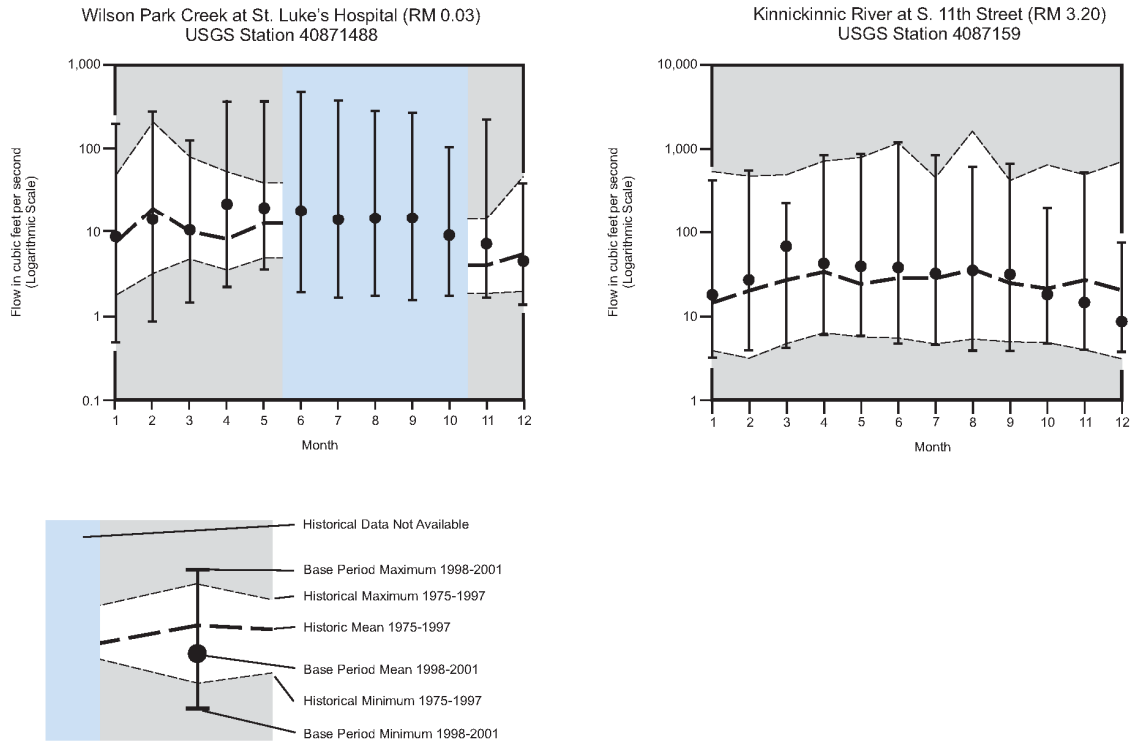 Wilson Park Creek at St. Luke's Hospital (RM 0.03)
USGS Station 40871488
Flow in cubic feet per second
(Logarithmic Scale)
1,000
100
10
1
0.1
1 2 3 4 5 6 7 8 9 10 11 12
Month
Kinnickinnic River at S. 11th Street (RM 3.20)
USGS Station 4087159
Flow in cubic feet per second
(Logarithmic Scale)
10,000
1,000
100
10
1
1 2 3 4 5 6 7 8 9 10 11 12
Month
Historical Data Not Available
Base Period Maximum 1998-2001
Historical Maximum 1975-1997
Historic Mean 1975-1997
Base Period Mean 1998-2001
Historical Minimum 1975-1997
Base Period Minimum 1998-2001